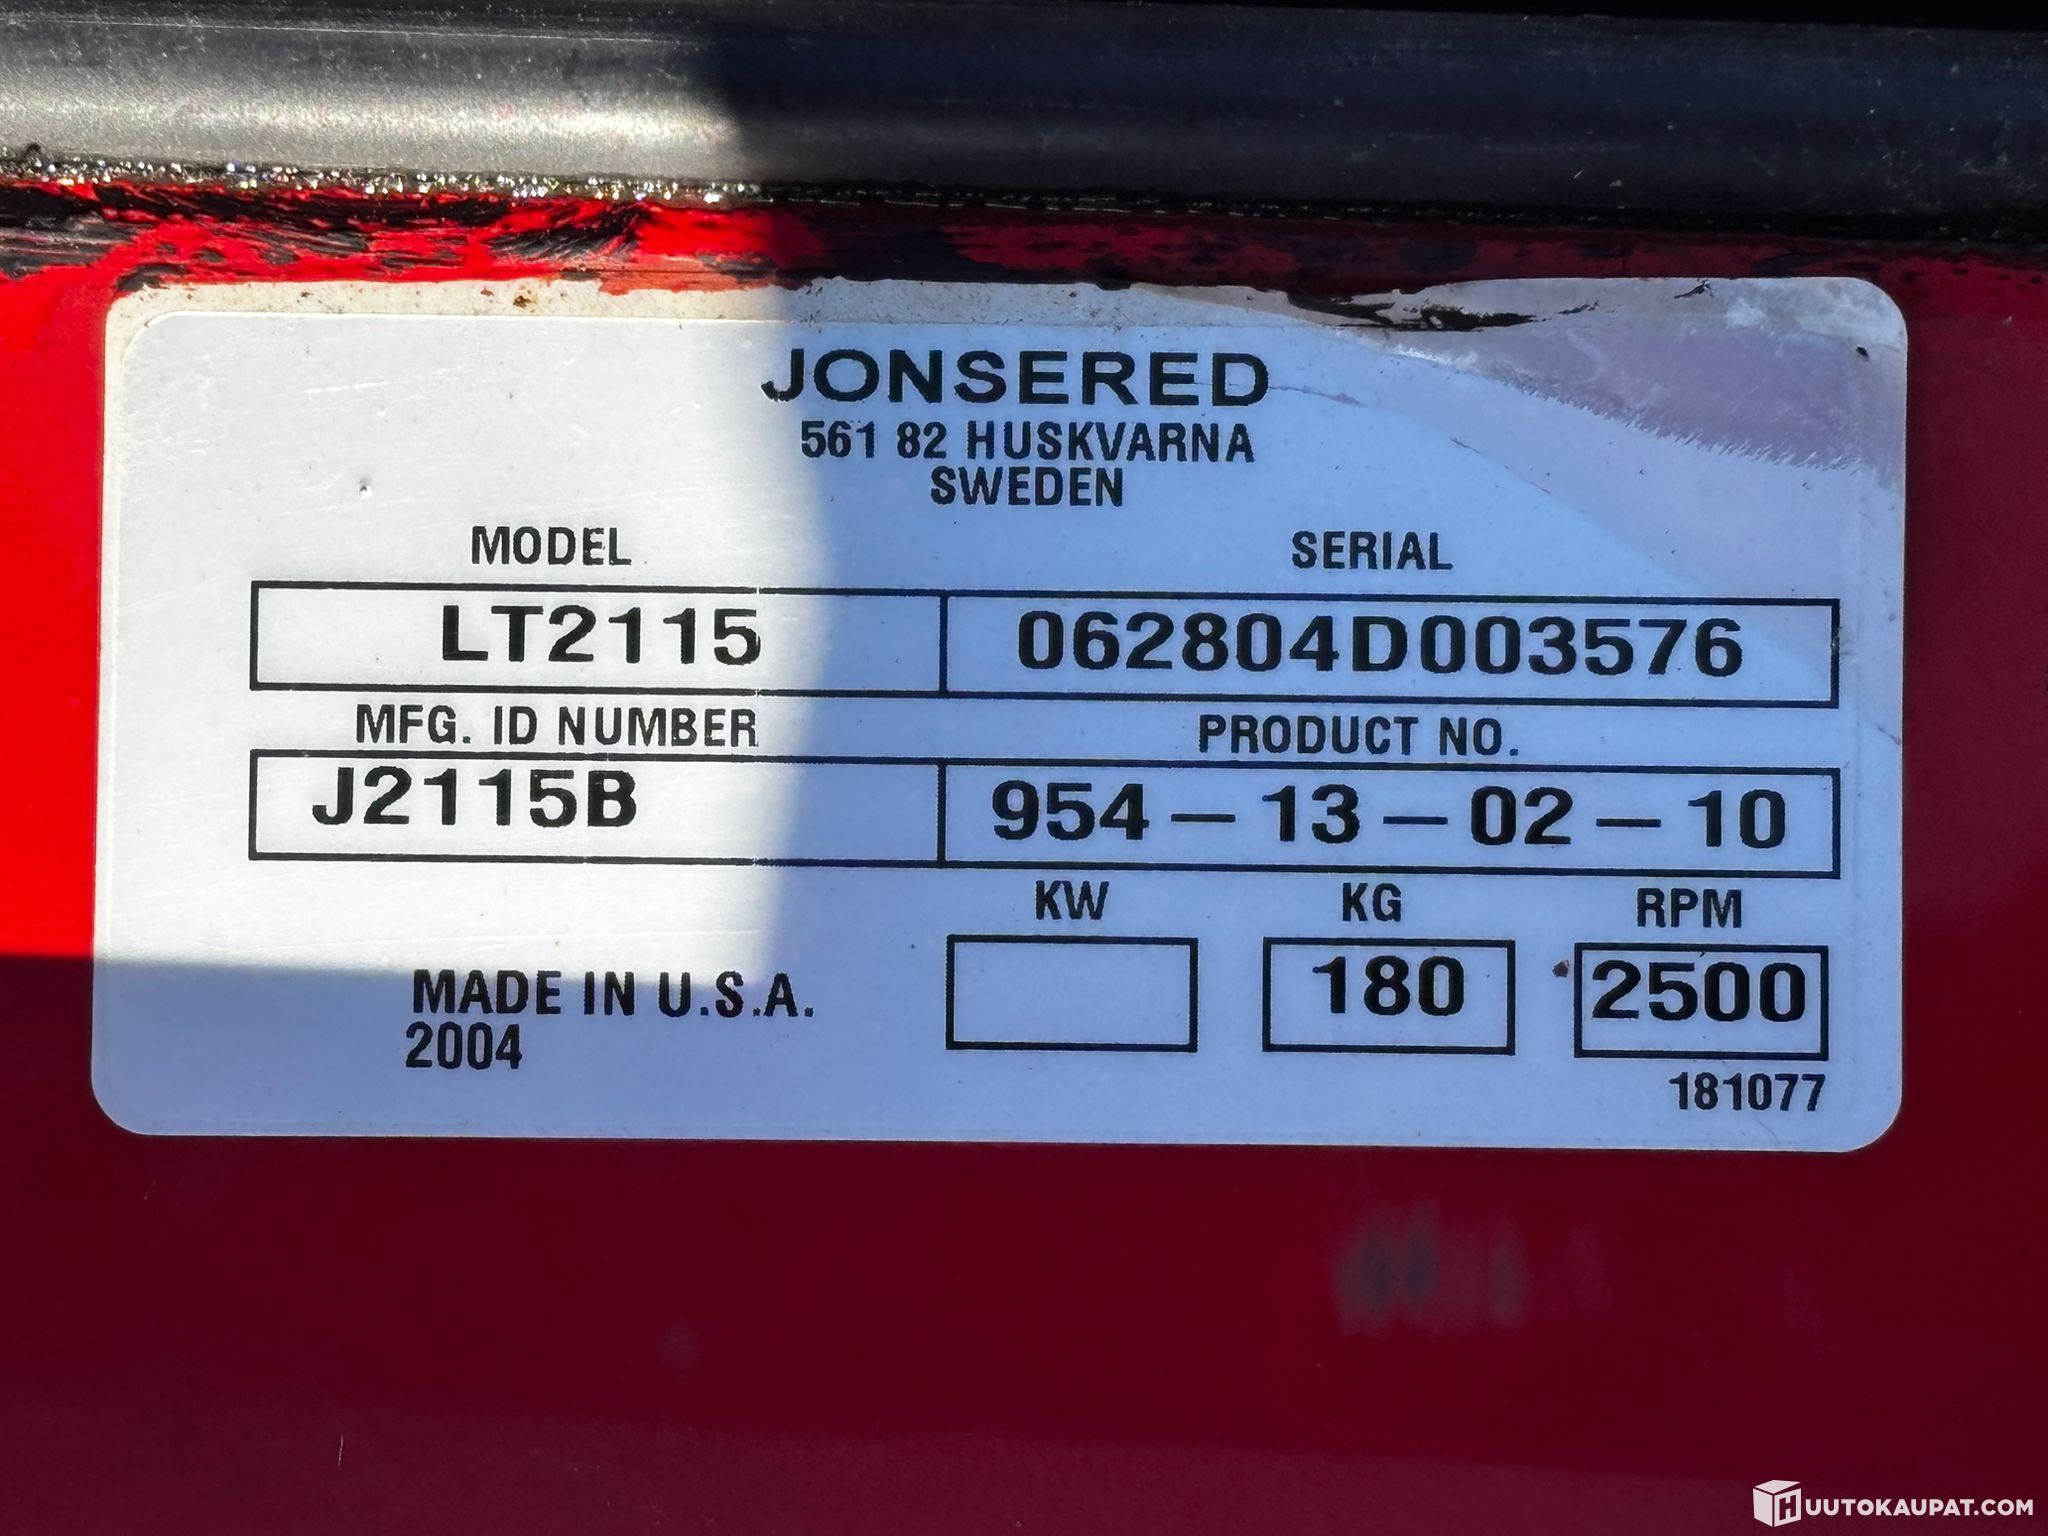 JONSERED
561 82 HUSKVARNA
SWEDEN
MODEL SERIAL
LT2115 062804D003576
MFG. ID NUMBER PRODUCT NO.
J2115B 954-13-02-10
KW KG RPM
180 2500
MADE IN U.S.A.
2004
181077
HUUTOKAUPAT.COM